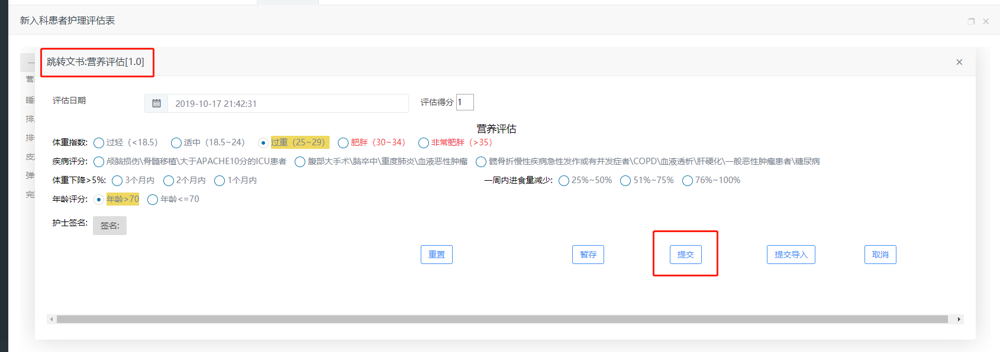 新入科患者护理评估表
跳转文书:营养评估[1.0]
营
睡
排
排
皮
弹
完
评估日期
2019-10-17 21:42:31
评估得分 1
营养评估
体重指数: 过轻（<18.5） 适中（18.5~24） 过重（25~29） 肥胖（30~34） 非常肥胖（>35）
疾病评分: 颅脑损伤\骨髓移植\大于APACHE10分的ICU患者 腹部大手术\脑卒中\重度肺炎\血液恶性肿瘤 髋骨折慢性疾病急性发作或有并发症者\COPD\血液透析\肝硬化\一般恶性肿瘤患者\糖尿病
体重下降>5%: 3个月内 2个月内 1个月内 一周内进食量减少: 25%~50% 51%~75% 76%~100%
年龄评分: 年龄>70 年龄<=70
护士签名: 签名:
重置 暂存 提交 提交导入 取消